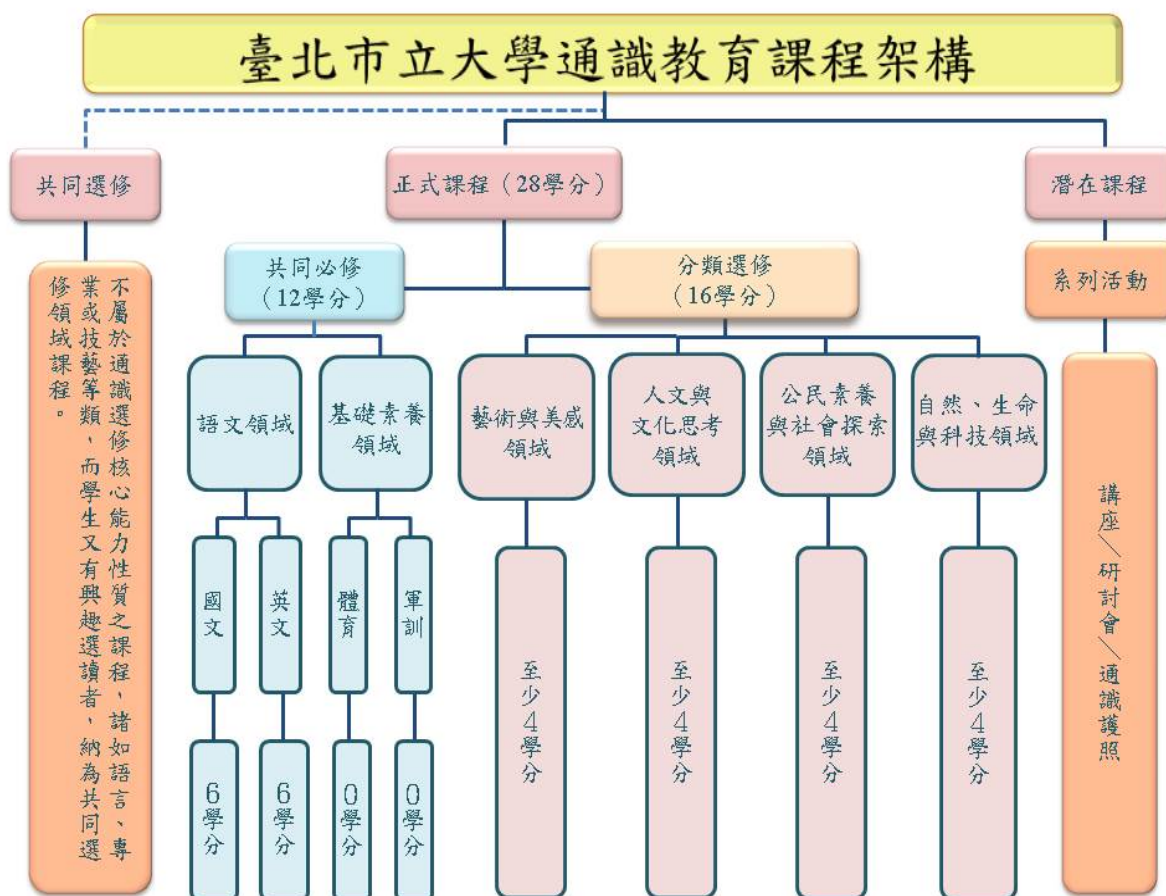 臺北市立大學通識教育課程架構
共同選修
正式課程（28學分）
潛在課程
不屬於通識選修核心能力性質之課程、諸如語言、專
業或技藝等類，而學生又有興趣選讀者，納為共同選
修領域課程。
共同必修
（12學分）
分類選修
（16學分）
系列活動
語文領域
基礎素養
領域
藝術與美感
領域
人文與
文化思考
領域
公民素養
與社會探索
領域
自然、生命
與科技領域
國文
英文
體育
軍訓
6學分
6學分
0學分
0學分
至少4學分
至少4學分
至少4學分
至少4學分
講座／研討會／通識護照